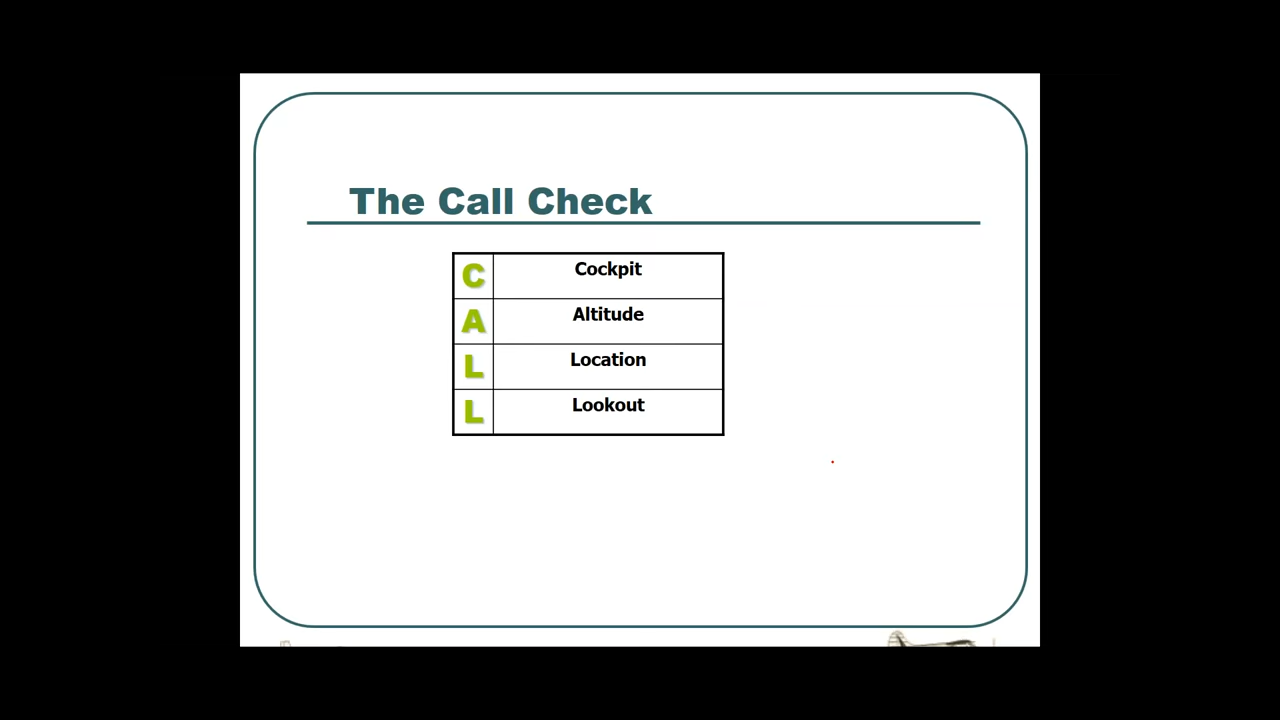 The Call Check
C Cockpit
A Altitude
L Location
L Lookout